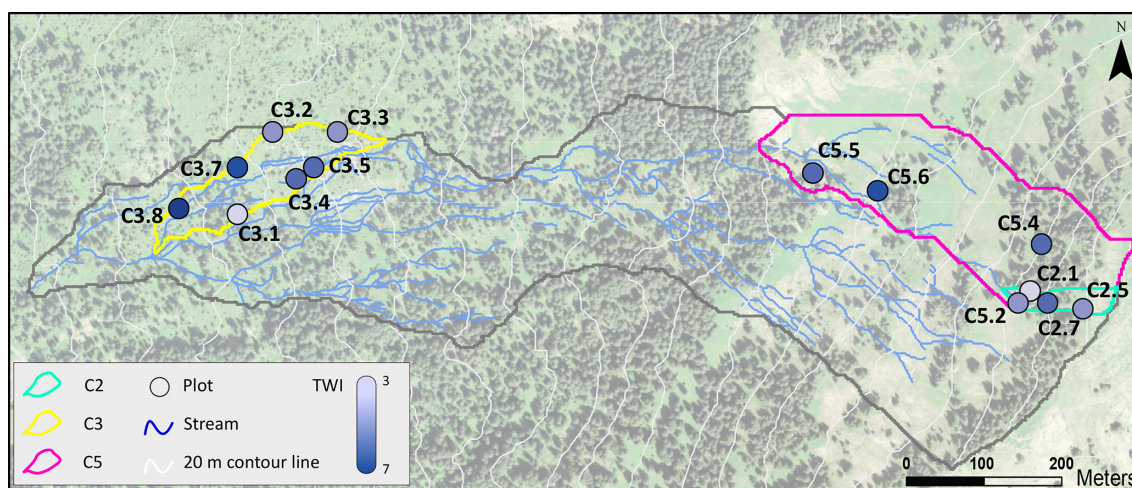 N
C3.2
C3.3
C3.7
C3.5
C5.5
C5.6
C3.4
C3.8
C3.1
C5.4
C2.1
C2.5
C5.2
C2.7
C2
Plot
TWI
3
C3
Stream
C5
20 m contour line
7
0
100
200
Meters